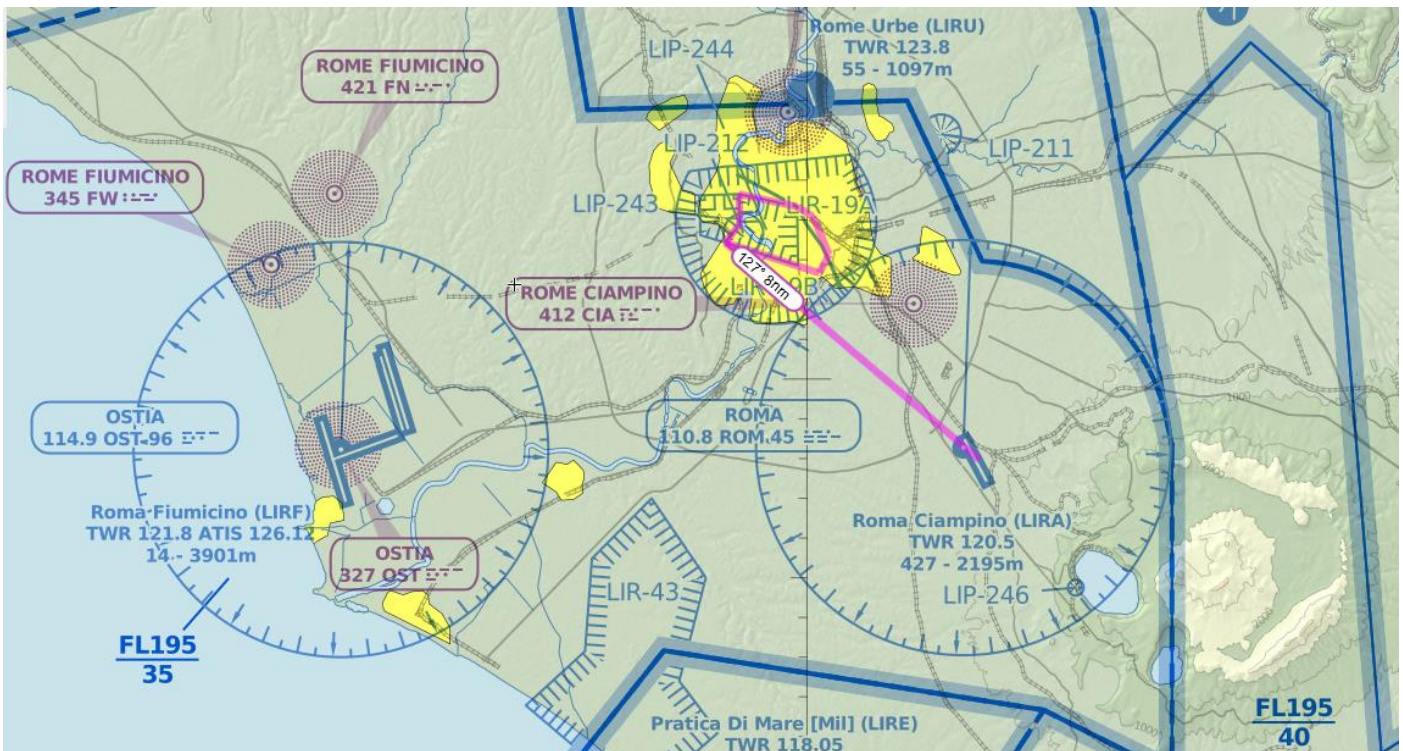 Rome Urbe (LIRU)
TWR 123.8
55 - 1097m
LIP-244
ROME FIUMICINO
421 FN
LIP-212
LIP-211
ROME FIUMICINO
345 FW
LIP-243
LIR-19A
127° 8nm
ROME CIAMPINO
412 CIA
OSTIA
114.9 OST-96
ROMA
110.8 ROM.45
1000
Roma Fiumicino (LIRF)
TWR 121.8 ATIS 126.12
14 - 3901m
OSTIA
327 OST
Roma Ciampino (LIRA)
TWR 120.5
427 - 2195m
LIR-43
LIP-246
FL195
35
Pratica Di Mare [Mil] (LIRE)
TWR 118.05
FL195
40